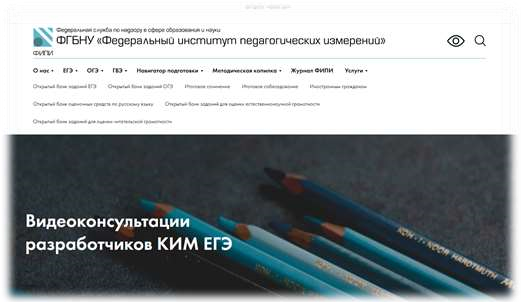 Федеральная служба по надзору в сфере образования и науки
ФГБНУ «Федеральный институт педагогических измерений»
ФИПИ
О нас ЕГЭ ОГЭ ГВЭ Навигатор подготовки Методическая копилка Журнал ФИПИ Услуги
Открытый банк заданий ЕГЭ Открытый банк заданий ОГЭ Итоговое сочинение Итоговое собеседование Иностранным гражданам
Открытый банк оценочных средств по русскому языку Открытый банк заданий для оценки естественнонаучной грамотности
Открытый банк заданий для оценки читательской грамотности
Видеоконсультации
разработчиков КИМ ЕГЭ
KOH-I-NOOR HARDTMUTH